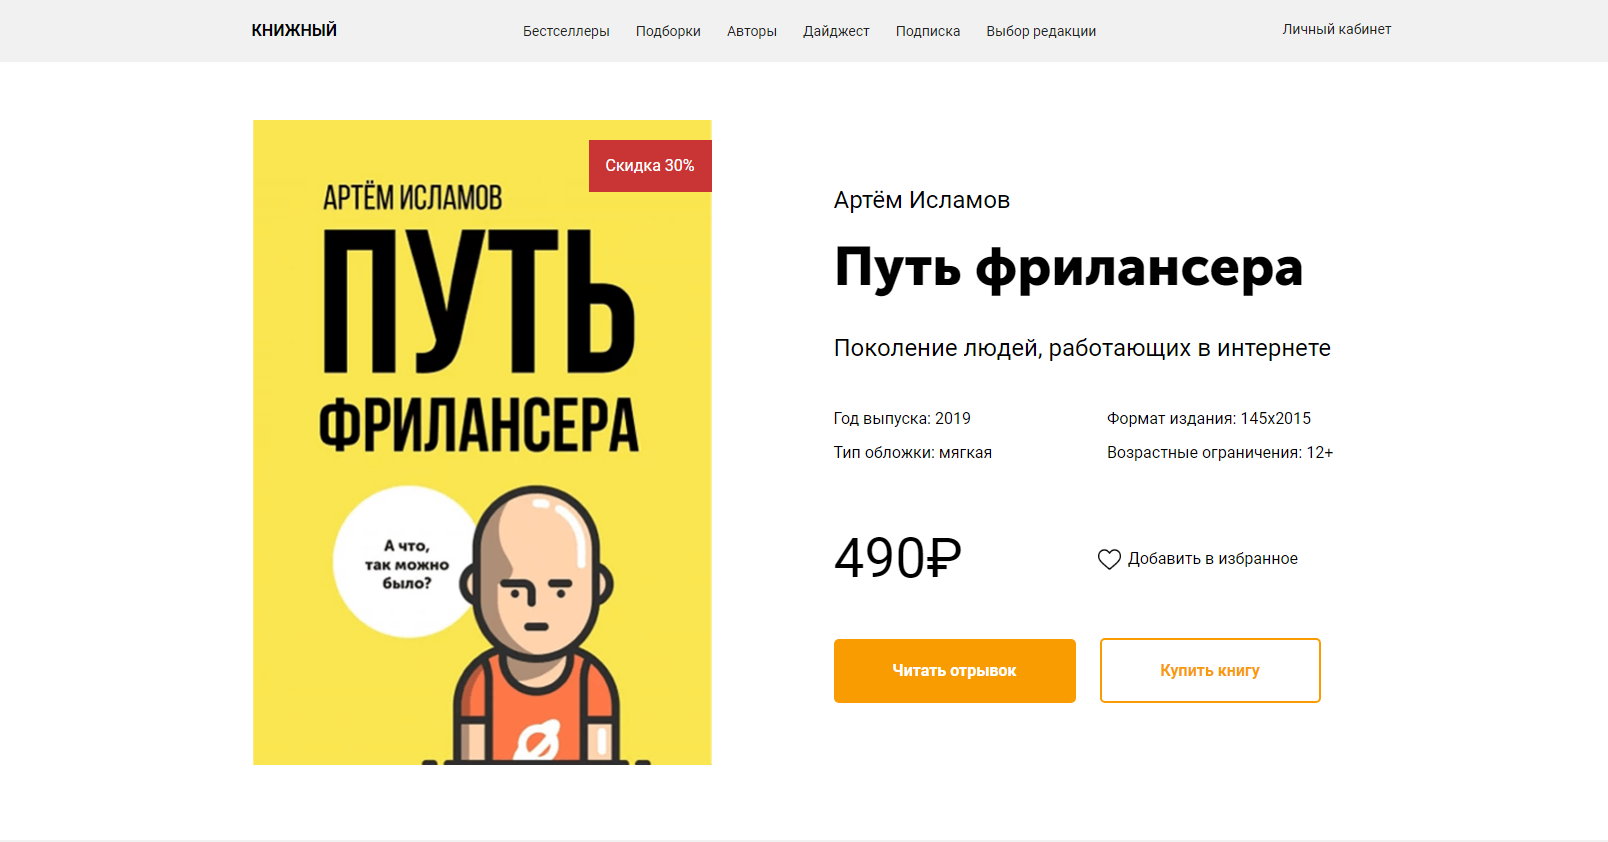 КНИЖНЫЙ
Бестселлеры
Подборки
Авторы
Дайджест
Подписка
Выбор редакции
Личный кабинет
Скидка 30%
АРТЁМ ИСЛАМОВ
ПУТЬ
ФРИЛАНСЕРА
А что,
так можно
было?
Артём Исламов
Путь фрилансера
Поколение людей, работающих в интернете
Год выпуска: 2019
Формат издания: 145x2015
Тип обложки: мягкая
Возрастные ограничения: 12+
490₽
Добавить в избранное
Читать отрывок
Купить книгу